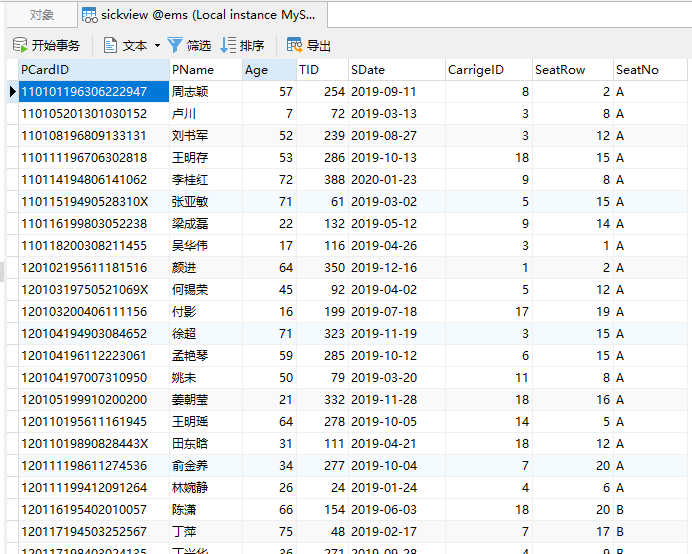 对象 sickview @ems (Local instance MyS...
开始事务 文本 筛选 排序 导出
PCardID PName Age TID SDate CarrigeID SeatRow SeatNo
110101196306222947 周志颖 57 254 2019-09-11 8 2 A
110105201301030152 卢川 7 72 2019-03-13 3 8 A
110108196809133131 刘书军 52 239 2019-08-27 3 12 A
110111196706302818 王明存 53 286 2019-10-13 18 15 A
110114194806141062 李桂红 72 388 2020-01-23 9 8 A
11011519490528310X 张亚敏 71 61 2019-03-02 5 15 A
110116199803052238 梁成磊 22 132 2019-05-12 9 14 A
110118200308211455 吴华伟 17 116 2019-04-26 3 1 A
120102195611181516 颜进 64 350 2019-12-16 1 2 A
12010319750521069X 何锡荣 45 92 2019-04-02 5 12 A
120103200406111156 付影 16 199 2019-07-18 17 19 A
120104194903084652 徐超 71 323 2019-11-19 3 15 A
120104196112223061 孟艳琴 59 285 2019-10-12 6 15 A
120104197007310950 姚未 50 79 2019-03-20 11 8 A
120105199910200200 姜朝莹 21 332 2019-11-28 18 16 A
120110195611161945 王明瑶 64 278 2019-10-05 14 5 A
12011019890828443X 田东晗 31 111 2019-04-21 18 12 A
120111198611274536 俞金养 34 277 2019-10-04 7 20 A
120111199412091264 林婉静 26 24 2019-01-24 4 6 A
120116195402010057 陈潇 66 154 2019-06-03 18 20 B
120117194503252567 丁萍 75 48 2019-02-17 7 17 B
120117198403024135 丁兴华 36 271 2019-09-28 4 9 B